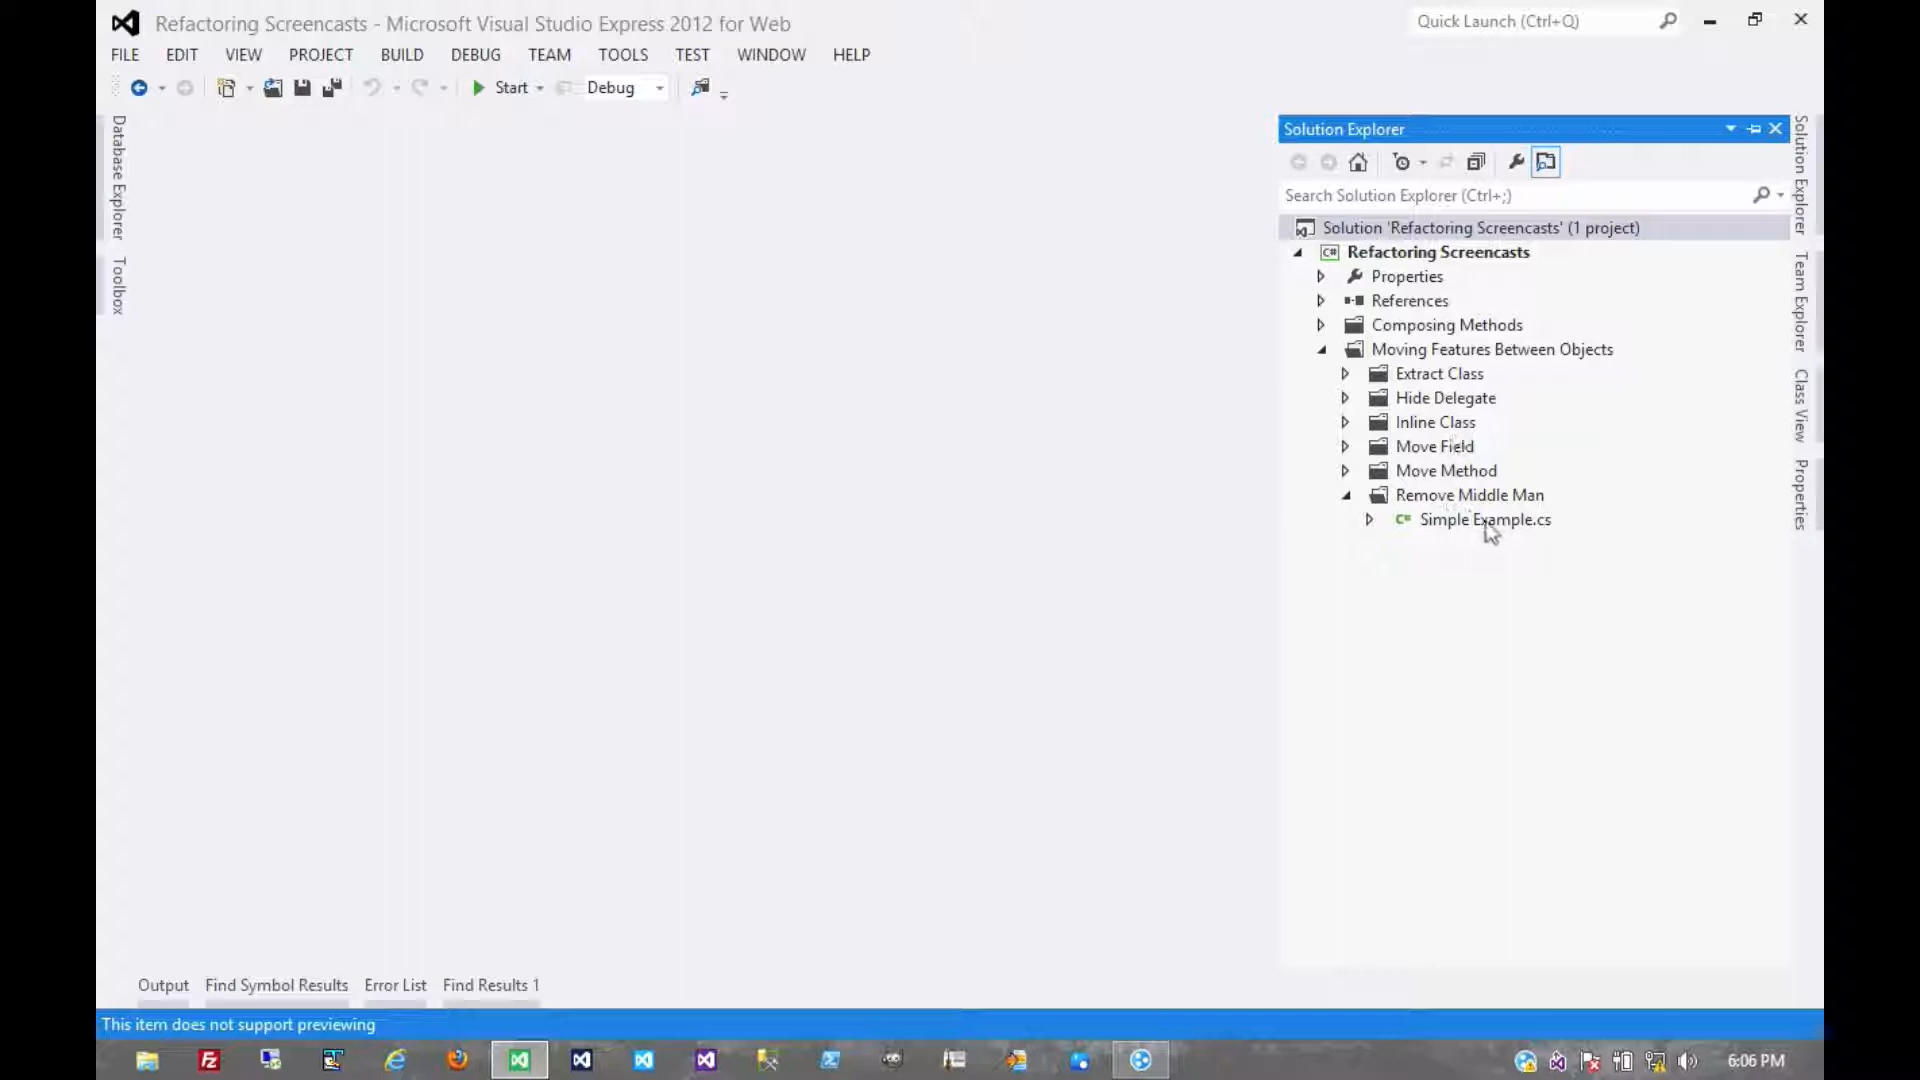 Refactoring Screencasts - Microsoft Visual Studio Express 2012 for Web
Quick Launch (Ctrl+Q)
FILE EDIT VIEW PROJECT BUILD DEBUG TEAM TOOLS TEST WINDOW HELP
Start Debug
Database Explorer
Toolbox
Solution Explorer
Search Solution Explorer (Ctrl+;)
Solution 'Refactoring Screencasts' (1 project)
C# Refactoring Screencasts
Properties
References
Composing Methods
Moving Features Between Objects
Extract Class
Hide Delegate
Inline Class
Move Field
Move Method
Remove Middle Man
C# Simple Example.cs
Solution Explorer
Team Explorer
Class View
Properties
Output Find Symbol Results Error List Find Results 1
This item does not support previewing
6:06 PM